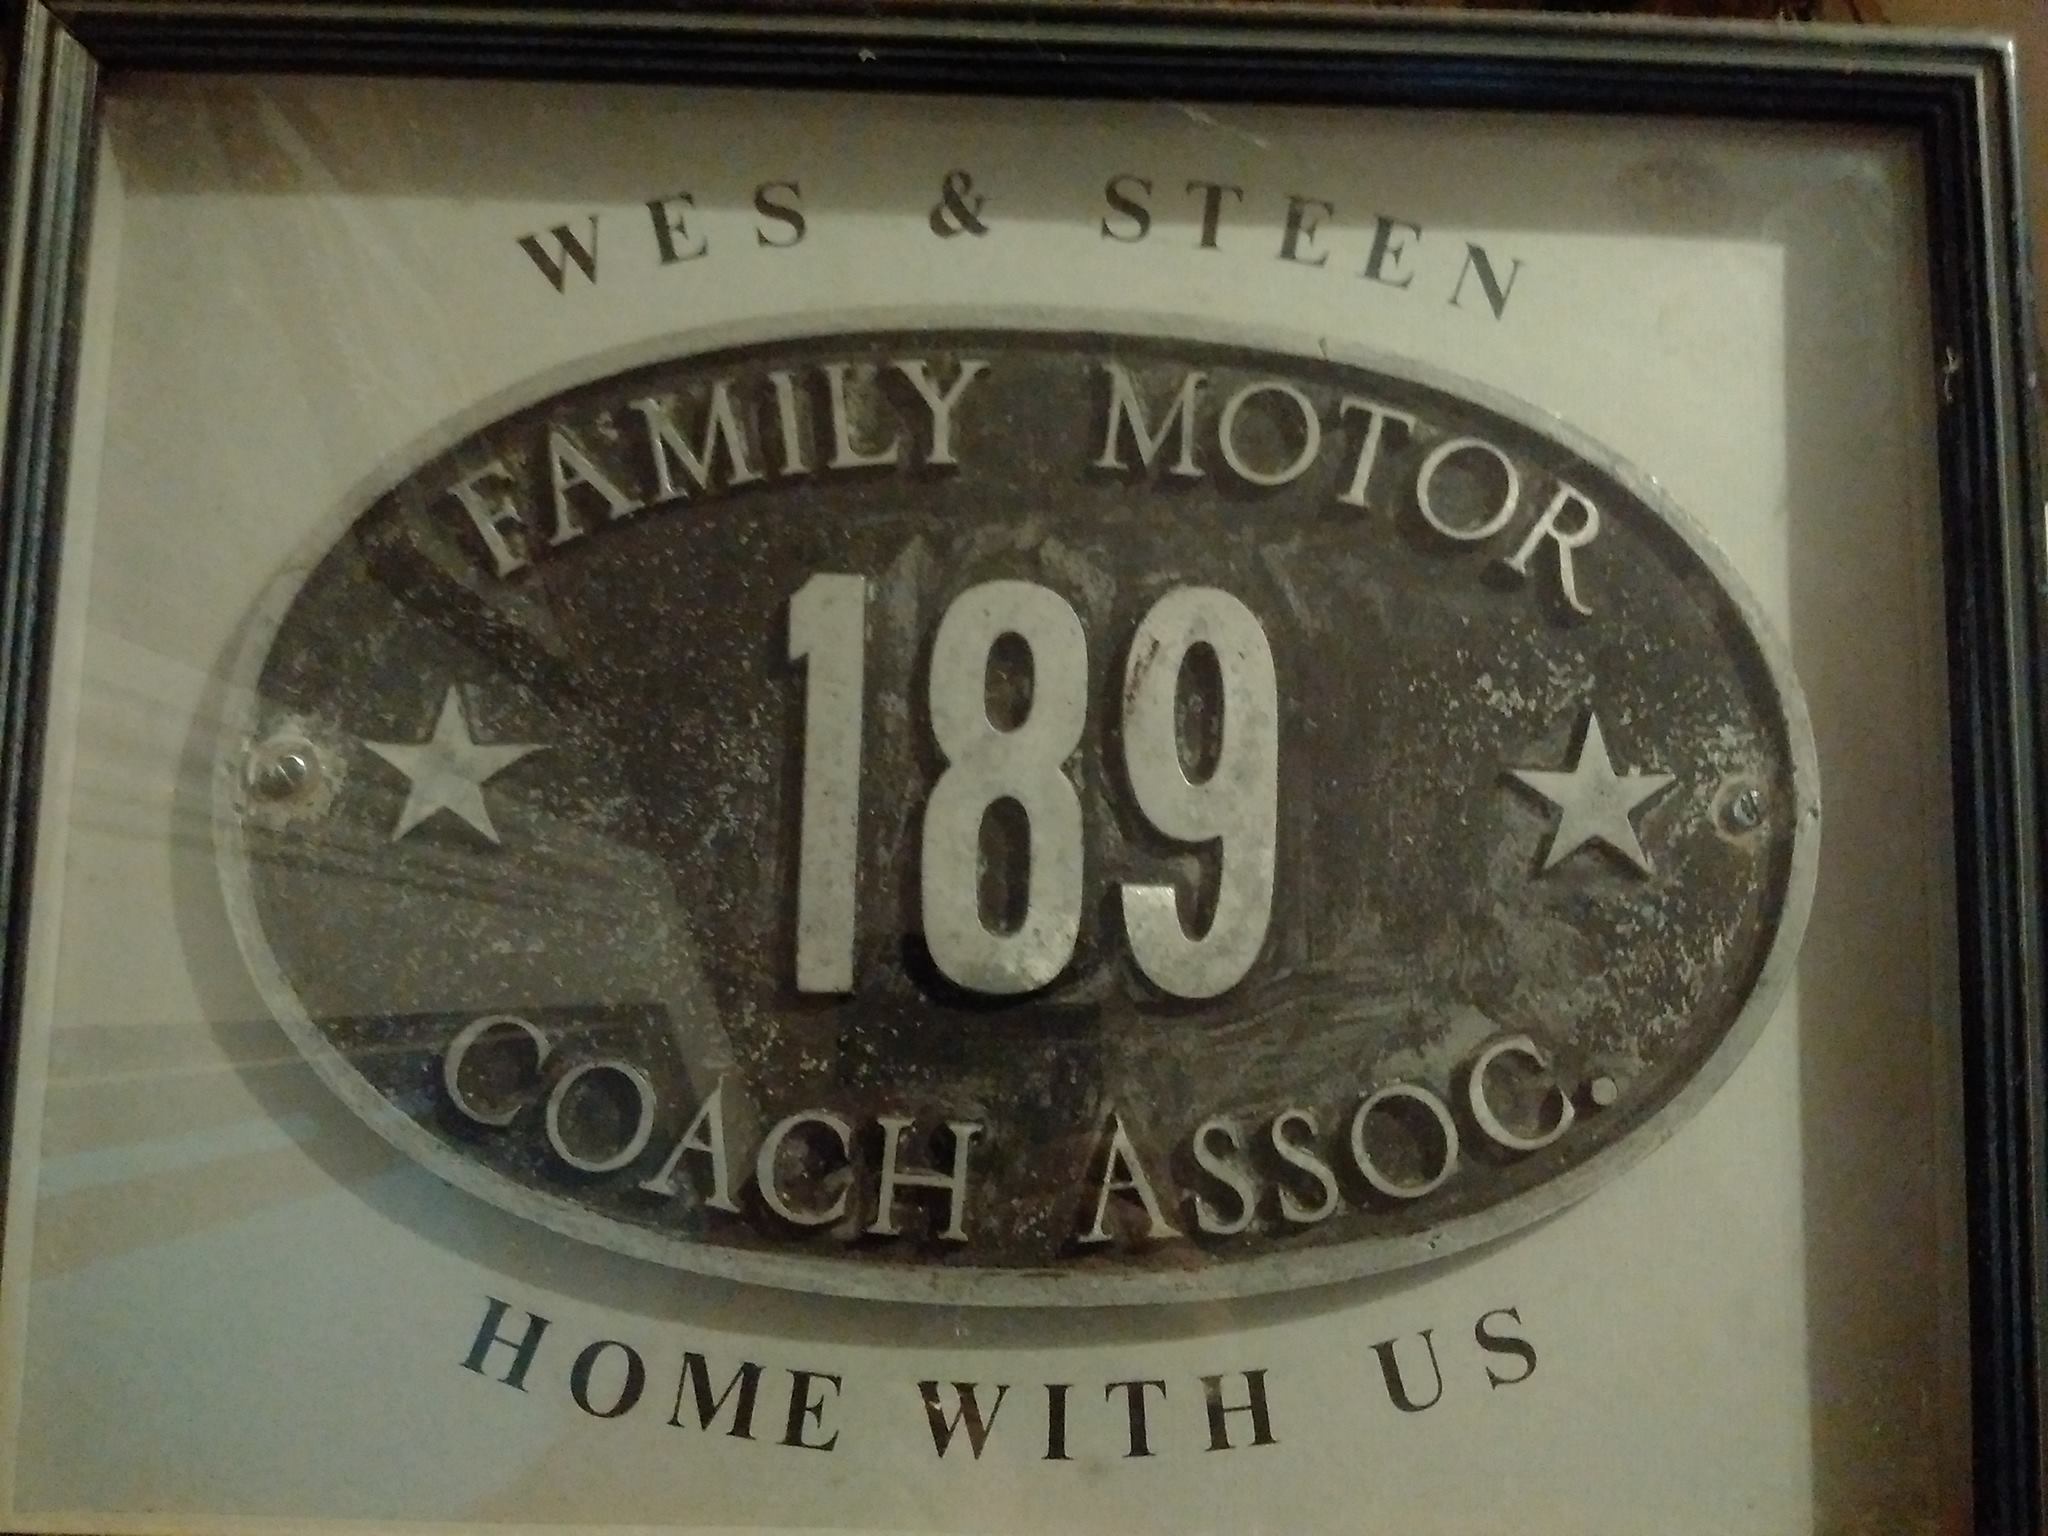 WES & STEEN
FAMILY MOTOR
189
COACH ASSOC.
HOME WITH US